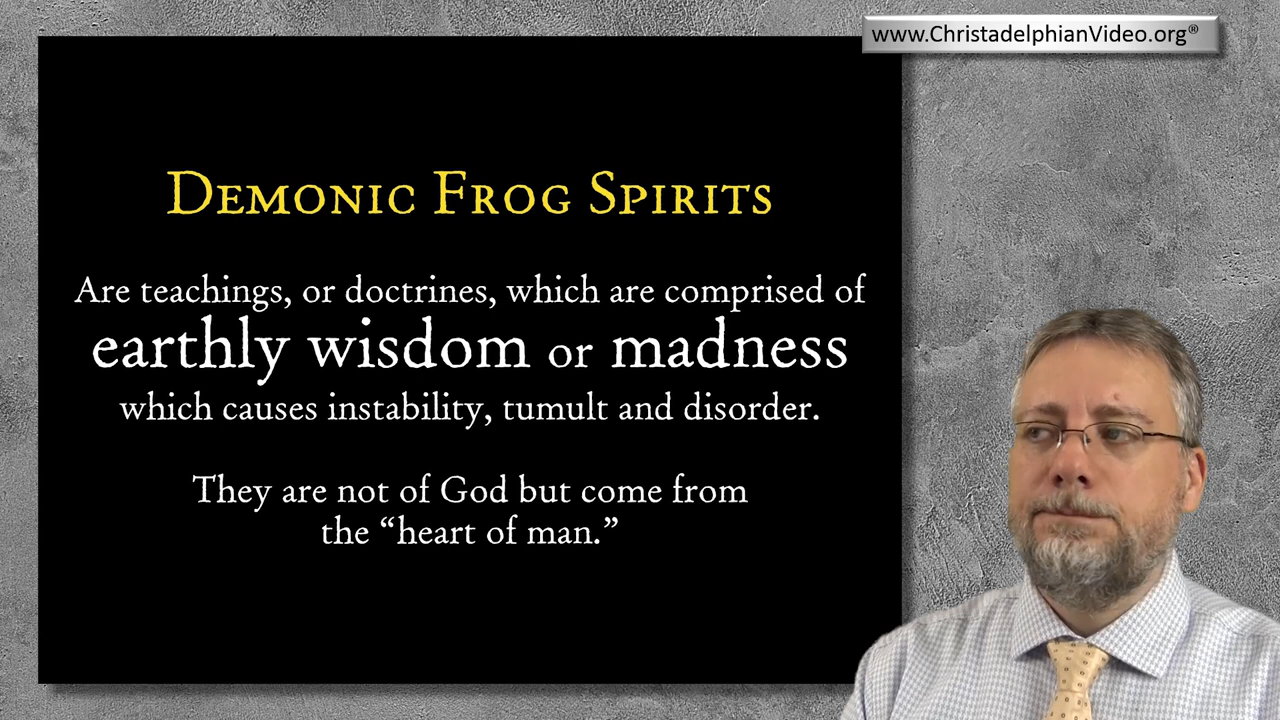 www.ChristadelphianVideo.org®
Demonic Frog Spirits
Are teachings, or doctrines, which are comprised of
earthly wisdom or madness
which causes instability, tumult and disorder.
They are not of God but come from
the “heart of man.”